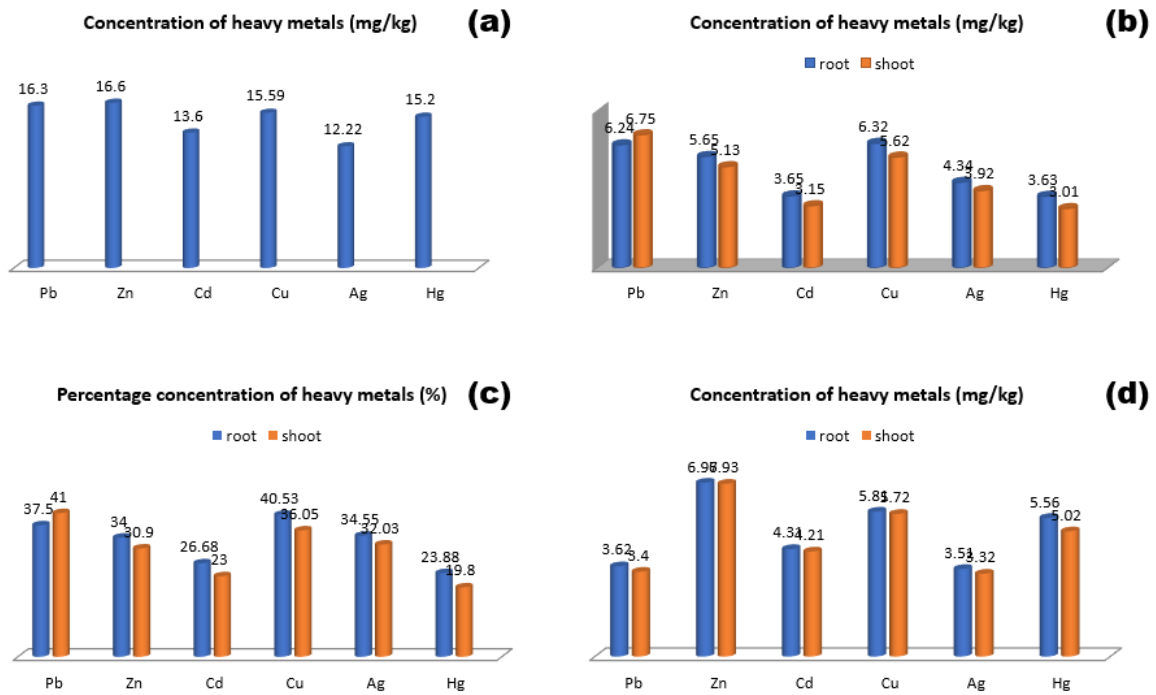 Concentration of heavy metals (mg/kg)
(a)
16.3
16.6
13.6
15.59
12.22
15.2
Pb Zn Cd Cu Ag Hg
Concentration of heavy metals (mg/kg)
(b)
root shoot
6.24 6.75
5.65 5.13
3.65 3.15
6.32 5.62
4.34 3.92
3.63 3.01
Pb Zn Cd Cu Ag Hg
Percentage concentration of heavy metals (%)
(c)
root shoot
37.5 41
34 30.9
26.68 23
40.53 36.05
34.55 32.03
23.88 19.8
Pb Zn Cd Cu Ag Hg
Concentration of heavy metals (mg/kg)
(d)
root shoot
3.62 3.4
6.93
4.31 4.21
5.81 5.72
3.51 3.32
5.56 5.02
Pb Zn Cd Cu Ag Hg